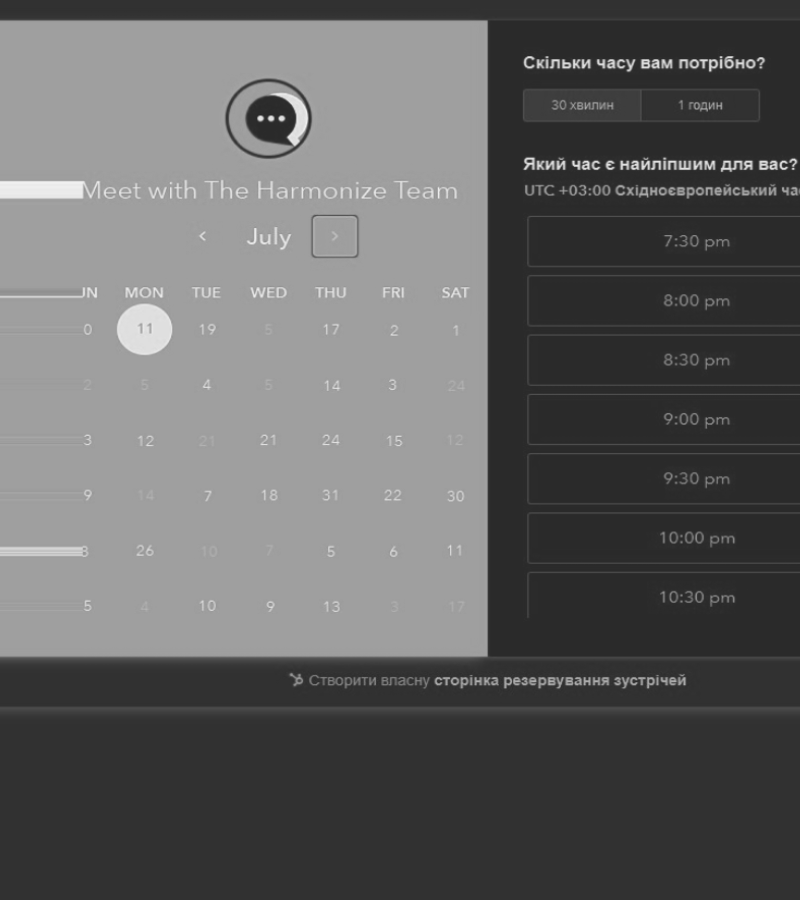 Meet with The Harmonize Team
July
UN MON TUE WED THU FRI SAT
0 11 19 5 17 2 1
2 5 4 5 14 3 24
3 12 21 21 24 15 12
9 14 7 18 31 22 30
8 26 10 7 5 6 11
5 4 10 9 13 3 17
Скільки часу вам потрібно?
30 хвилин 1 годин
Який час є найліпшим для вас?
UTC +03:00 Східноєвропейський ча
7:30 pm
8:00 pm
8:30 pm
9:00 pm
9:30 pm
10:00 pm
10:30 pm
Створити власну сторінка резервування зустрічей